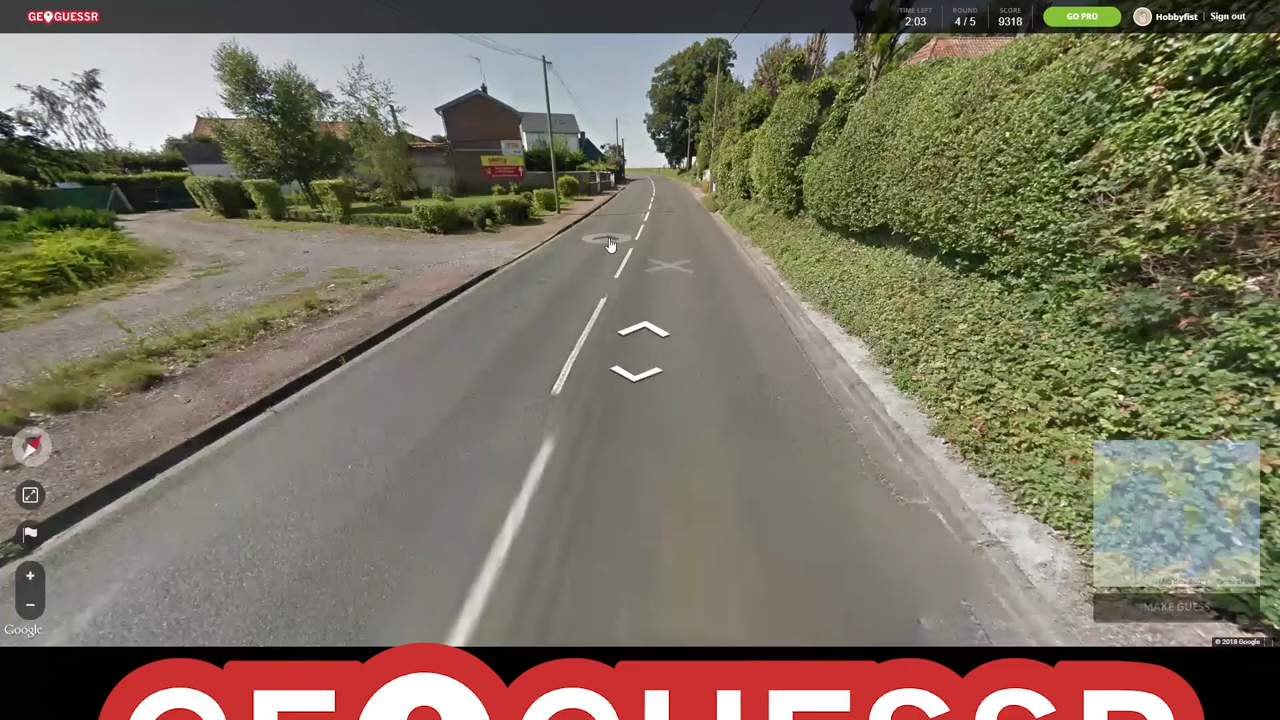 GEOGUESSR
TIME LEFT
2:03
ROUND
4 / 5
SCORE
9318
GO PRO
Hobbyfist
Sign out
+
−
Google
MAKE GUESS
© 2018 Google
GEOGUESSR